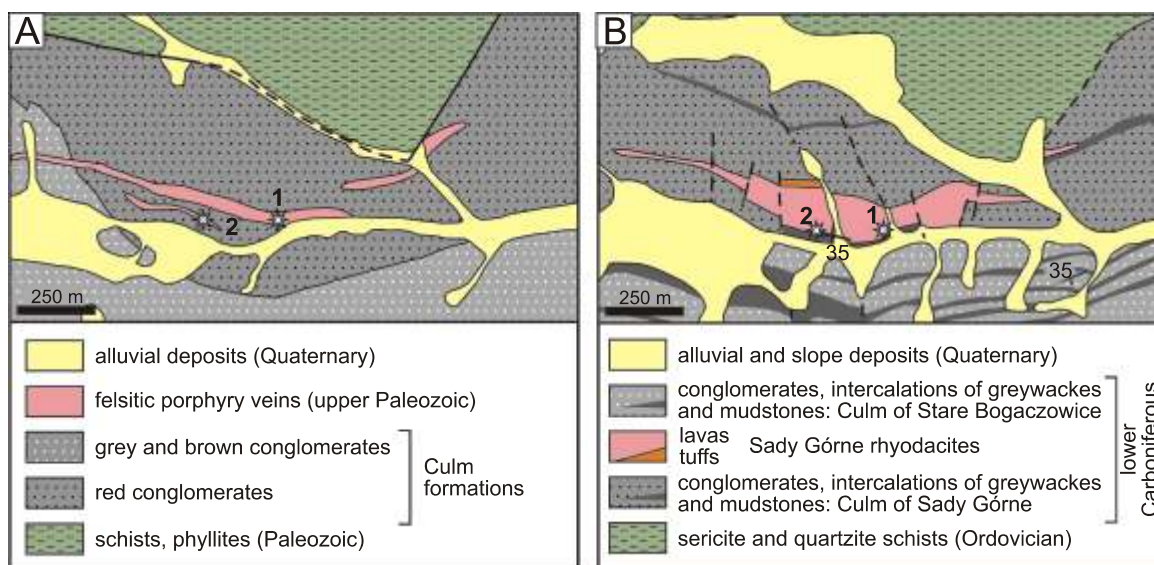 A
1
2
250 m
alluvial deposits (Quaternary)
felsitic porphyry veins (upper Paleozoic)
grey and brown conglomerates
red conglomerates
Culm
formations
schists, phyllites (Paleozoic)
B
2
1
35
35
250 m
alluvial and slope deposits (Quaternary)
conglomerates, intercalations of greywackes
and mudstones: Culm of Stare Bogaczowice
lavas
tuffs
Sady Górne rhyodacites
conglomerates, intercalations of greywackes
and mudstones: Culm of Sady Górne
sericite and quartzite schists (Ordovician)
lower
Carboniferous